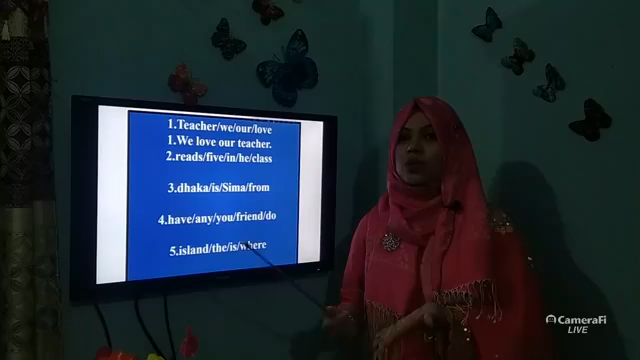 1.Teacher/we/our/love
1.We love our teacher.
2.reads/five/in/he/class
3.dhaka/is/Sima/from
4.have/any/you/friend/do
5.island/the/is/where
CameraFi
LIVE